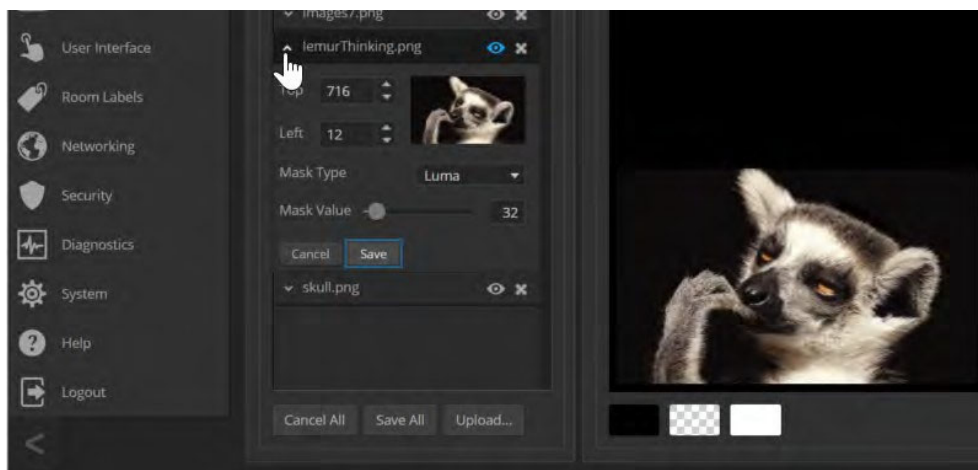 images7.png
User Interface
lemurThinking.png
Top 716
Room Labels
Left 12
Networking
Mask Type Luma
Security
Mask Value 32
Diagnostics
Cancel Save
System
skull.png
Help
Logout
Cancel All Save All Upload...